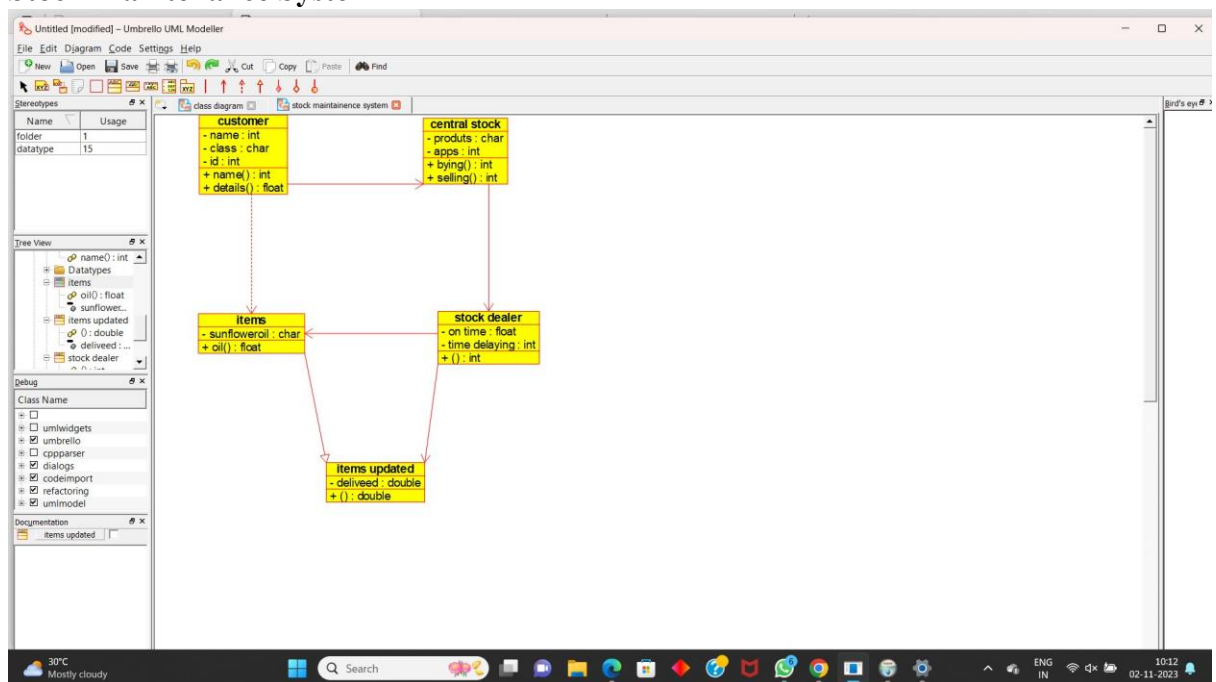 Untitled [modified] – Umbrello UML Modeller
File Edit Diagram Code Settings Help
New Open Save Cut Copy Paste Find
Stereotypes
Name Usage
folder 1
datatype 15
Tree View
name() : int
Datatypes
items
oil() : float
sunflower...
items updated
() : double
deliveed : ...
stock dealer
Debug
Class Name
umlwidgets
umbrello
cppparser
dialogs
codeimport
refactoring
umlmodel
Documentation
items updated
class diagram stock maintainence system
customer
- name : int
- class : char
- id : int
+ name() : int
+ details() : float
central stock
- produts : char
- apps : int
+ bying() : int
+ selling() : int
items
- sunfloweroil : char
+ oil() : float
stock dealer
- on time : float
- time delaying : int
+ () : int
items updated
- deliveed : double
+ () : double
Bird's eye
30°C
Mostly cloudy
Search
ENG
IN
10:12
02-11-2023